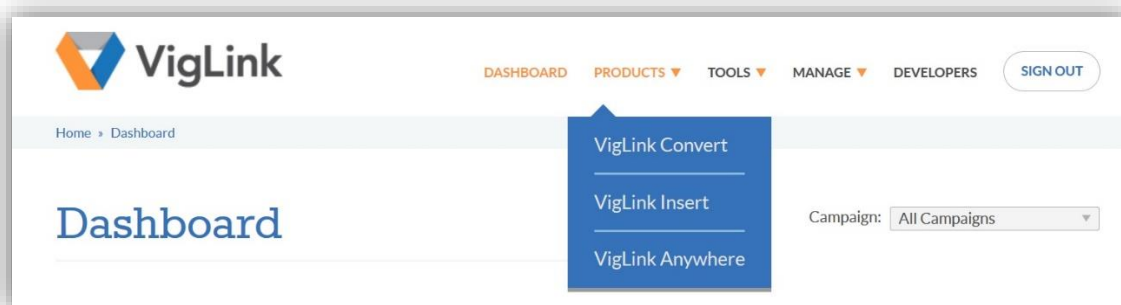 VigLink
DASHBOARD PRODUCTS ▼ TOOLS ▼ MANAGE ▼ DEVELOPERS SIGN OUT
Home » Dashboard
VigLink Convert
VigLink Insert
VigLink Anywhere
Dashboard
Campaign: All Campaigns ▼